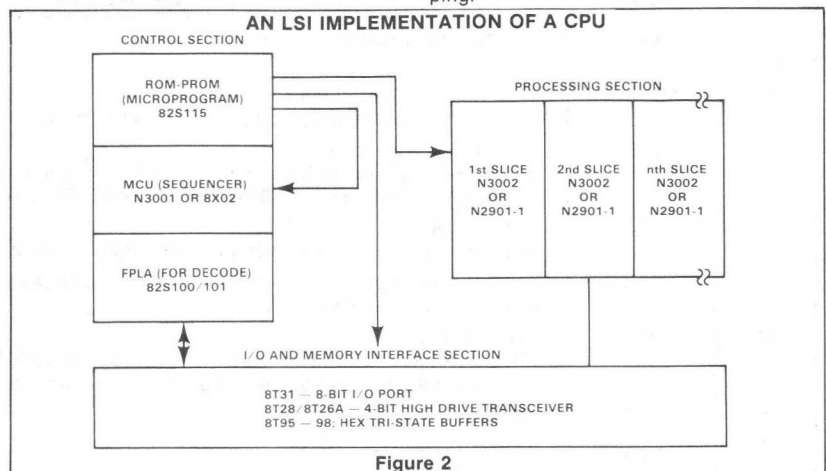 ping.
AN LSI IMPLEMENTATION OF A CPU
CONTROL SECTION
ROM-PROM
(MICROPROGRAM)
82S115
MCU (SEQUENCER)
N3001 OR 8X02
FPLA (FOR DECODE)
82S100/101
PROCESSING SECTION
1st SLICE
N3002
OR
N2901-1
2nd SLICE
N3002
OR
N2901-1
nth SLICE
N3002
OR
N2901-1
I/O AND MEMORY INTERFACE SECTION
8T31 — 8-BIT I/O PORT
8T28/8T26A — 4-BIT HIGH DRIVE TRANSCEIVER
8T95 — 98; HEX TRI-STATE BUFFERS
Figure 2